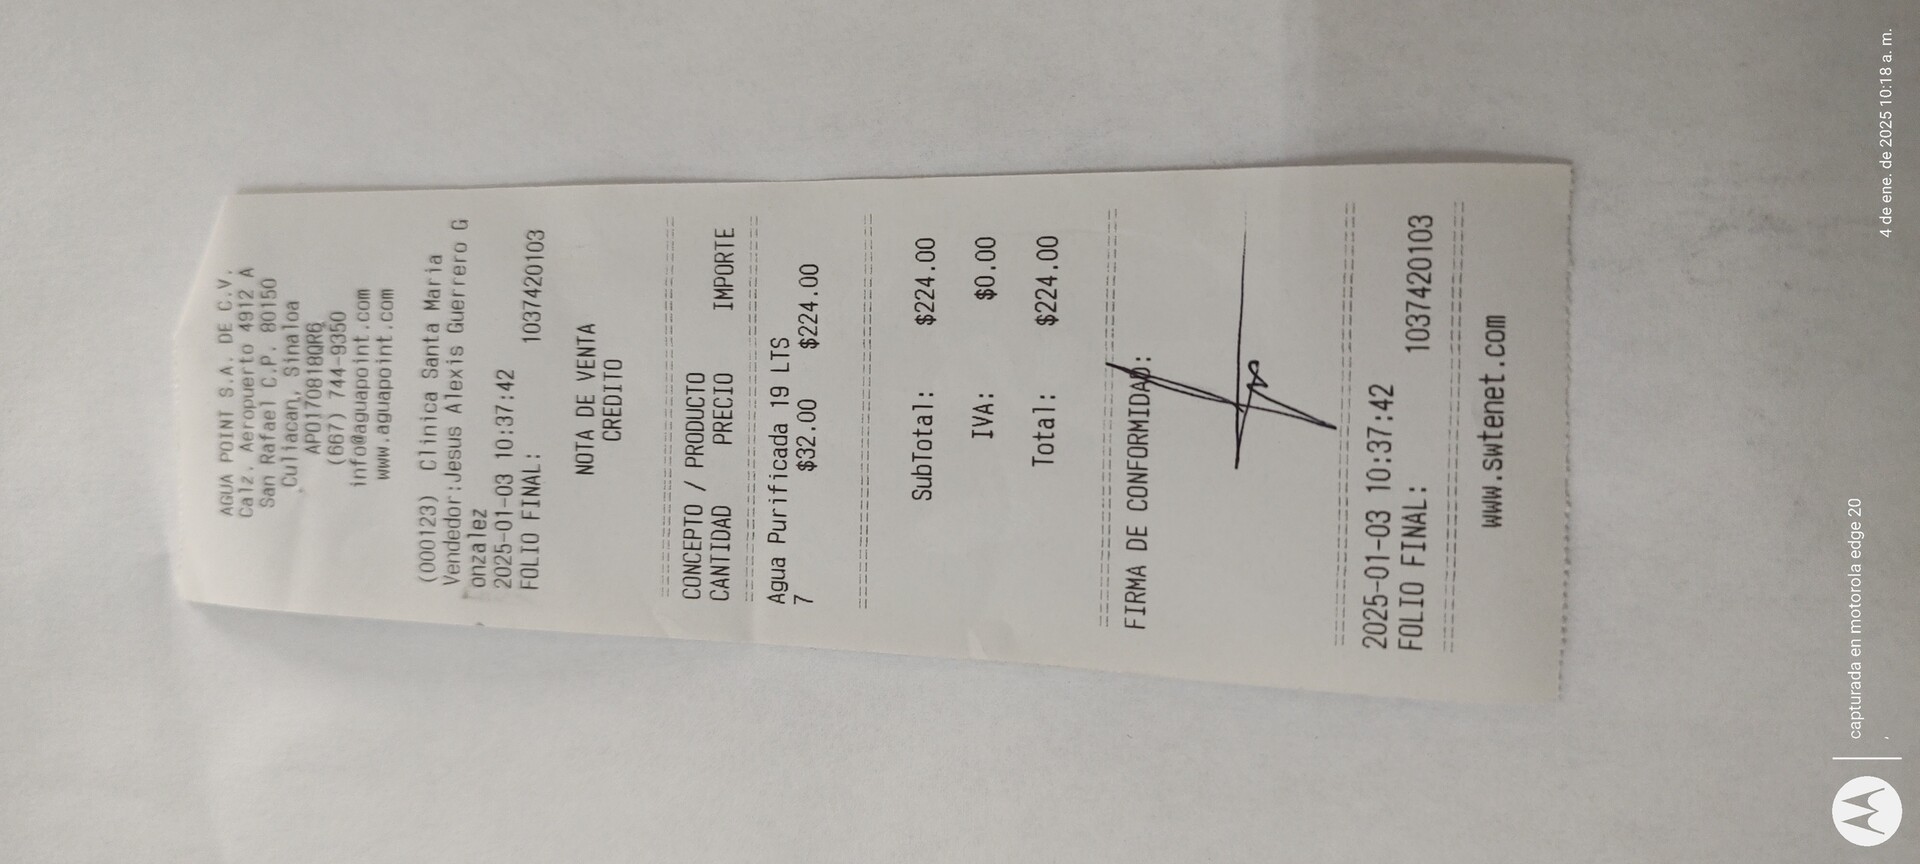 AGUA POINT S.A. DE C.V.
Calz. Aeropuerto 4912 A
San Rafael C.P. 80150
Culiacan, Sinaloa
APO170818QR6
(667) 744-9350
info@aguapoint.com
www.aguapoint.com
(000123) Clinica Santa Maria
Vendedor:Jesus Alexis Guerrero G
onzalez
2025-01-03 10:37:42
FOLIO FINAL: 1037420103
NOTA DE VENTA
CREDITO
CONCEPTO / PRODUCTO
CANTIDAD PRECIO IMPORTE
Agua Purificada 19 LTS
7 $32.00 $224.00
SubTotal: $224.00
IVA: $0.00
Total: $224.00
FIRMA DE CONFORMIDAD:
2025-01-03 10:37:42
FOLIO FINAL: 1037420103
www.swtenet.com
capturada en motorola edge 20
4 de ene. de 2025 10:18 a. m.